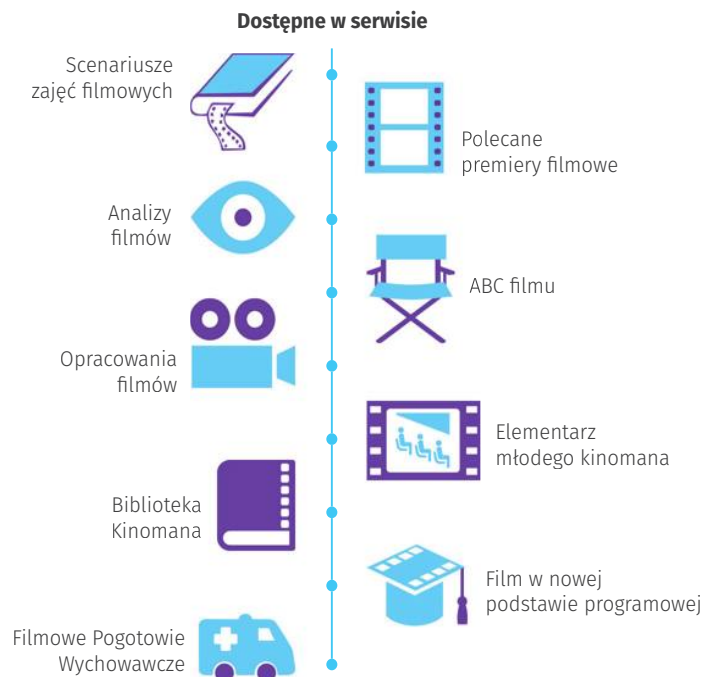 Dostępne w serwisie
Scenariusze
zajęć filmowych
Polecane
premiery filmowe
Analizy
filmów
ABC filmu
Opracowania
filmów
Elementarz
młodego kinomana
Biblioteka
Kinomana
Film w nowej
podstawie programowej
Filmowe Pogotowie
Wychowawcze